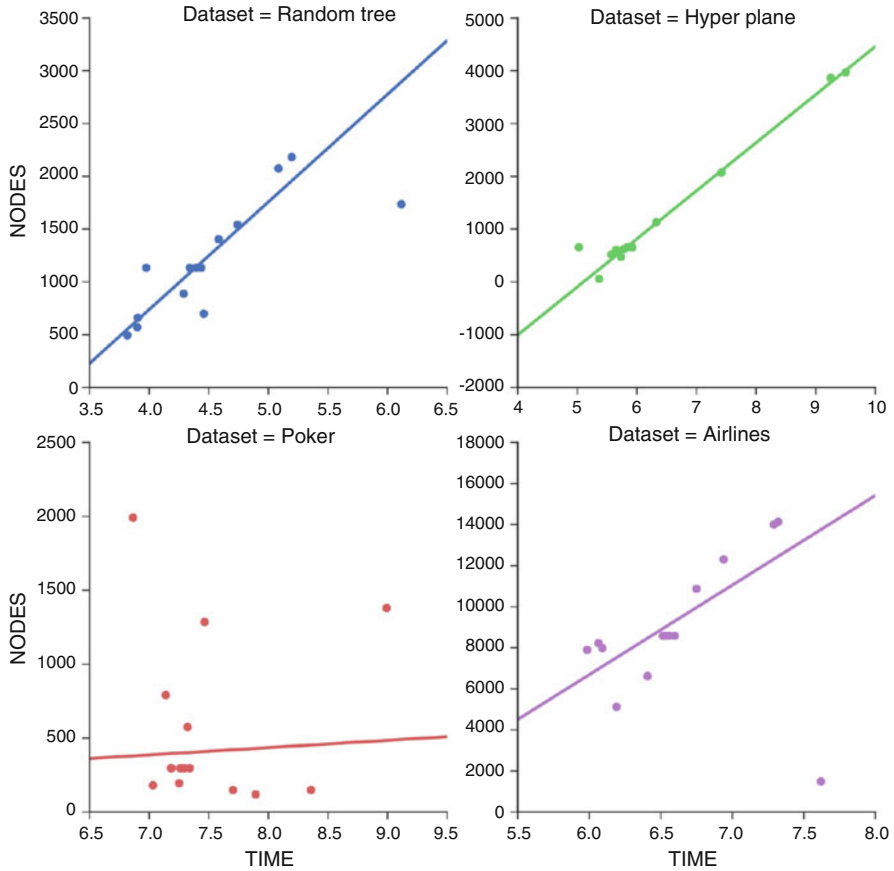 Dataset = Random tree
3500
3000
2500
2000
1500
1000
500
0
NODES
3.5 4.0 4.5 5.0 5.5 6.0 6.5
Dataset = Hyper plane
5000
4000
3000
2000
1000
0
-1000
-2000
4 5 6 7 8 9 10
Dataset = Poker
2500
2000
1500
1000
500
0
NODES
6.5 7.0 7.5 8.0 8.5 9.0 9.5
TIME
Dataset = Airlines
18000
16000
14000
12000
10000
8000
6000
4000
2000
0
5.5 6.0 6.5 7.0 7.5 8.0
TIME